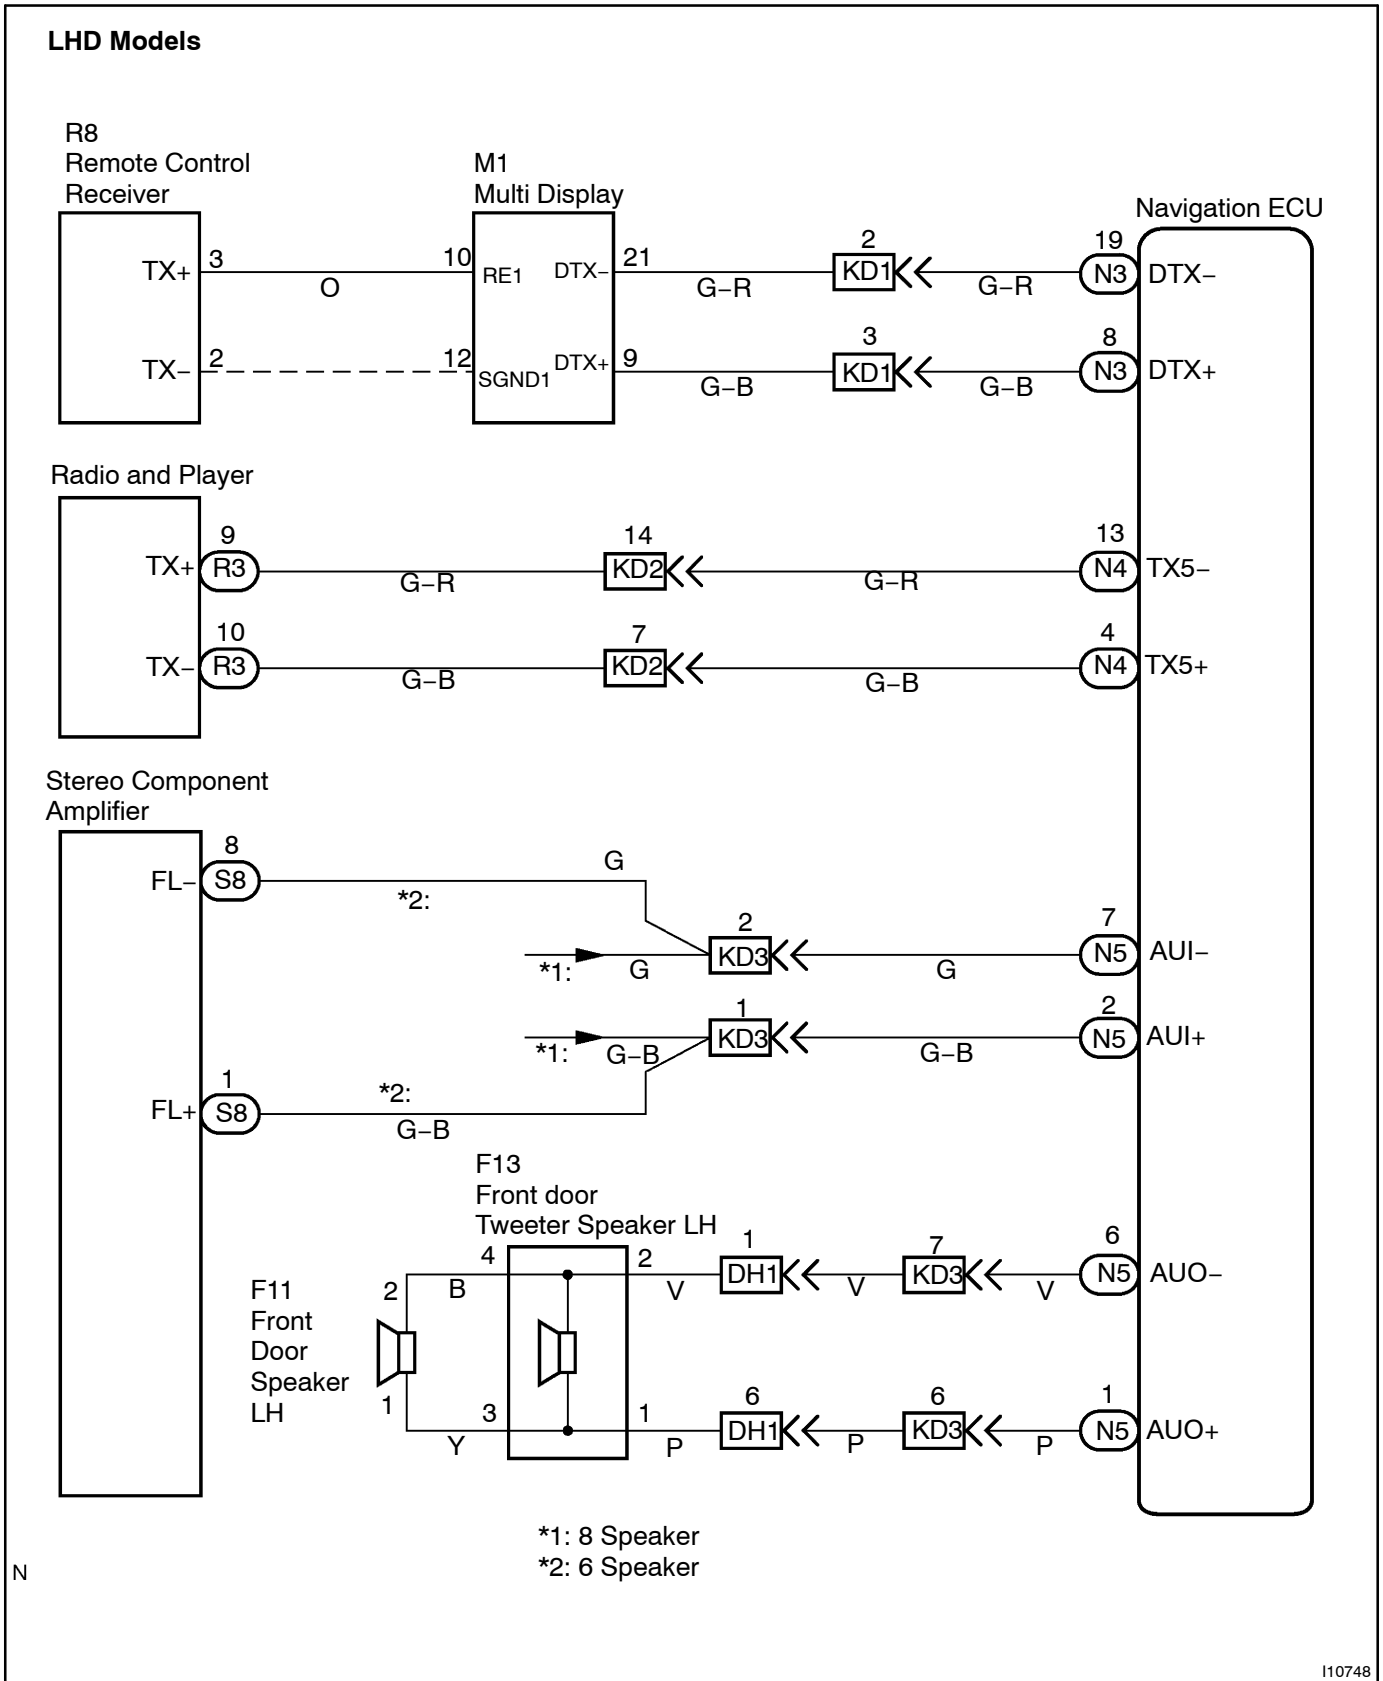 LHD Models
R8
Remote Control
Receiver
M1
Multi Display
Navigation ECU
TX+ 3 O 10 RE1 DTX− 21 G−R 2 KD1 G−R 19 N3 DTX−
TX− 2 12 SGND1 DTX+ 9 G−B 3 KD1 G−B 8 N3 DTX+
Radio and Player
TX+ 9 R3 G−R 14 KD2 G−R 13 N4 TX5−
TX− 10 R3 G−B 7 KD2 G−B 4 N4 TX5+
Stereo Component
Amplifier
FL− 8 S8 *2: G
*1: G 2 KD3 G 7 N5 AUI−
*1: G−B 1 KD3 G−B 2 N5 AUI+
FL+ 1 S8 *2: G−B
F13
Front door
Tweeter Speaker LH
F11
Front
Door
Speaker
LH
2 B 4 2 V 1 DH1 V 7 KD3 V 6 N5 AUO−
1 Y 3 1 P 6 DH1 P 6 KD3 P 1 N5 AUO+
*1: 8 Speaker
*2: 6 Speaker
N
I10748